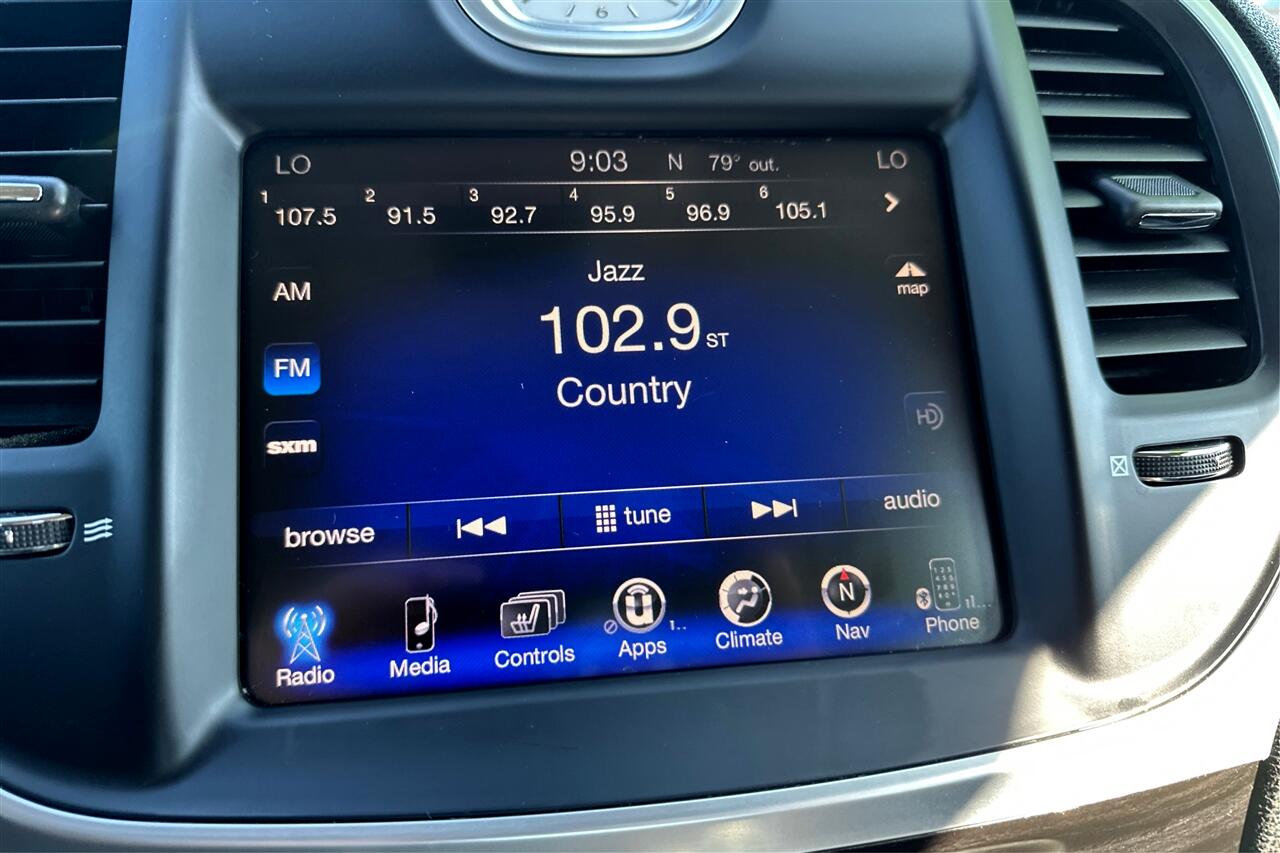 6
LO 9:03 N 79° out. LO
1 107.5 2 91.5 3 92.7 4 95.9 5 96.9 6 105.1
Jazz
map
AM
102.9 ST
FM
Country
HD
sxm
browse tune audio
N
Radio Media Controls Apps Climate Nav Phone